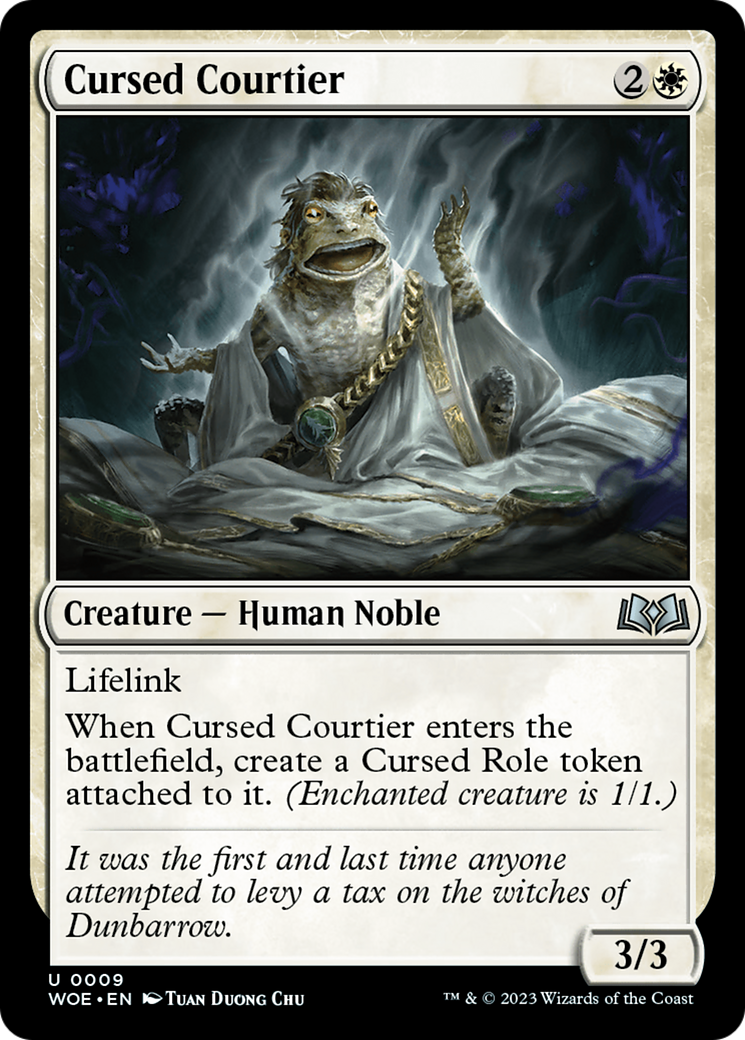 Cursed Courtier 2
Creature — Human Noble
Lifelink
When Cursed Courtier enters the
battlefield, create a Cursed Role token
attached to it. (Enchanted creature is 1/1.)
It was the first and last time anyone
attempted to levy a tax on the witches of
Dunbarrow.
3/3
U 0009
WOE • EN Tuan Duong Chu ™ & © 2023 Wizards of the Coast